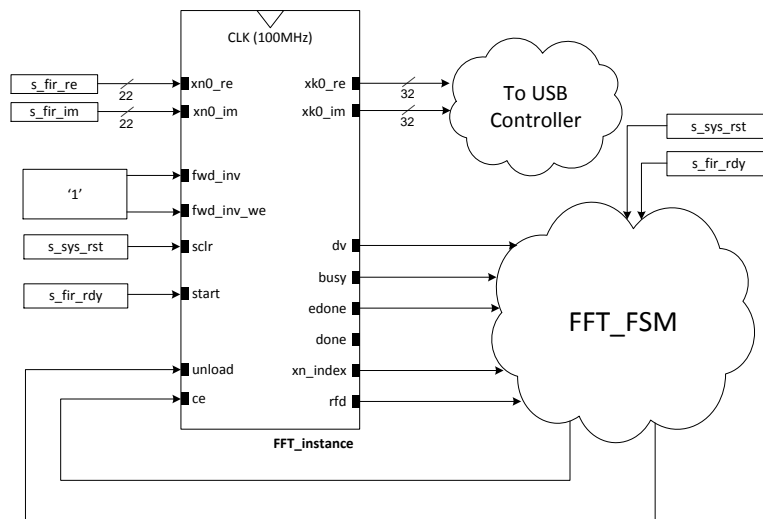 CLK (100MHz)
s_fir_re
22
xn0_re
xk0_re
32
s_fir_im
22
xn0_im
xk0_im
32
To USB
Controller
s_sys_rst
s_fir_rdy
'1'
fwd_inv
fwd_inv_we
s_sys_rst
sclr
dv
busy
s_fir_rdy
start
edone
done
FFT_FSM
unload
xn_index
ce
rfd
FFT_instance